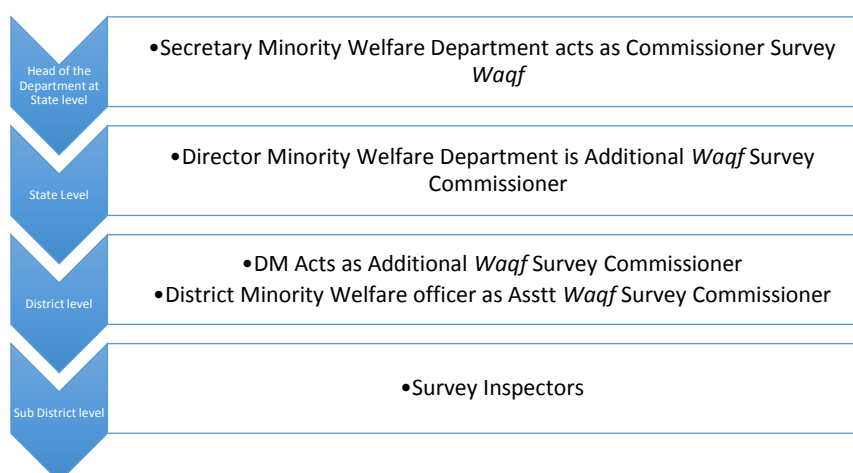 Head of the
Department at
State level
•Secretary Minority Welfare Department acts as Commissioner Survey
Waqf
State Level
•Director Minority Welfare Department is Additional Waqf Survey
Commissioner
District level
•DM Acts as Additional Waqf Survey Commissioner
•District Minority Welfare officer as Asstt Waqf Survey Commissioner
Sub District level
•Survey Inspectors